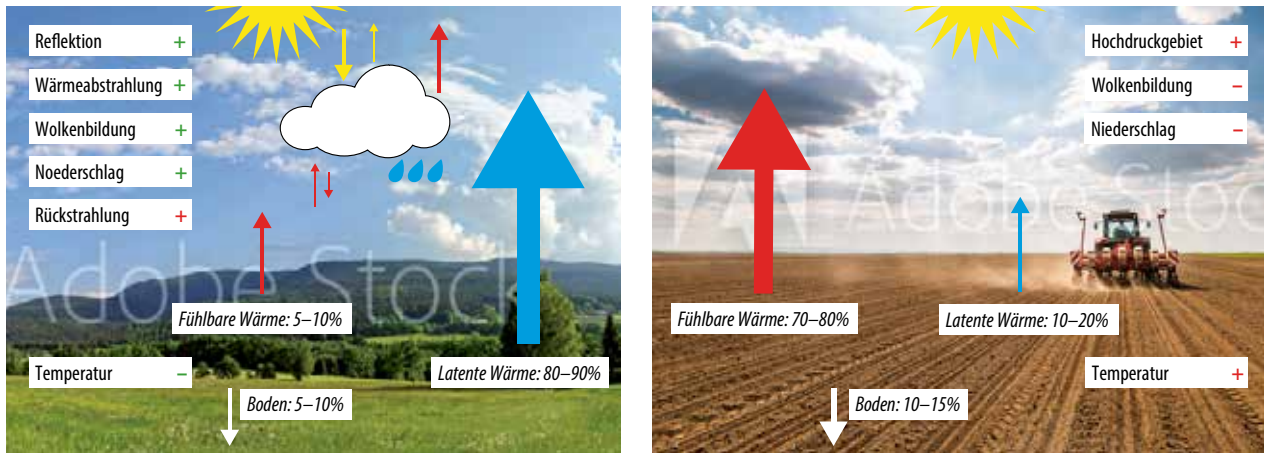 Reflektion +
Wärmeabstrahlung +
Wolkenbildung +
Noederschlag +
Rückstrahlung +
Adobe Stock
Fühlbare Wärme: 5–10%
Temperatur –
Latente Wärme: 80–90%
Boden: 5–10%
Hochdruckgebiet +
Wolkenbildung –
Niederschlag –
Adobe Stock
Fühlbare Wärme: 70–80%
Latente Wärme: 10–20%
Temperatur +
Boden: 10–15%